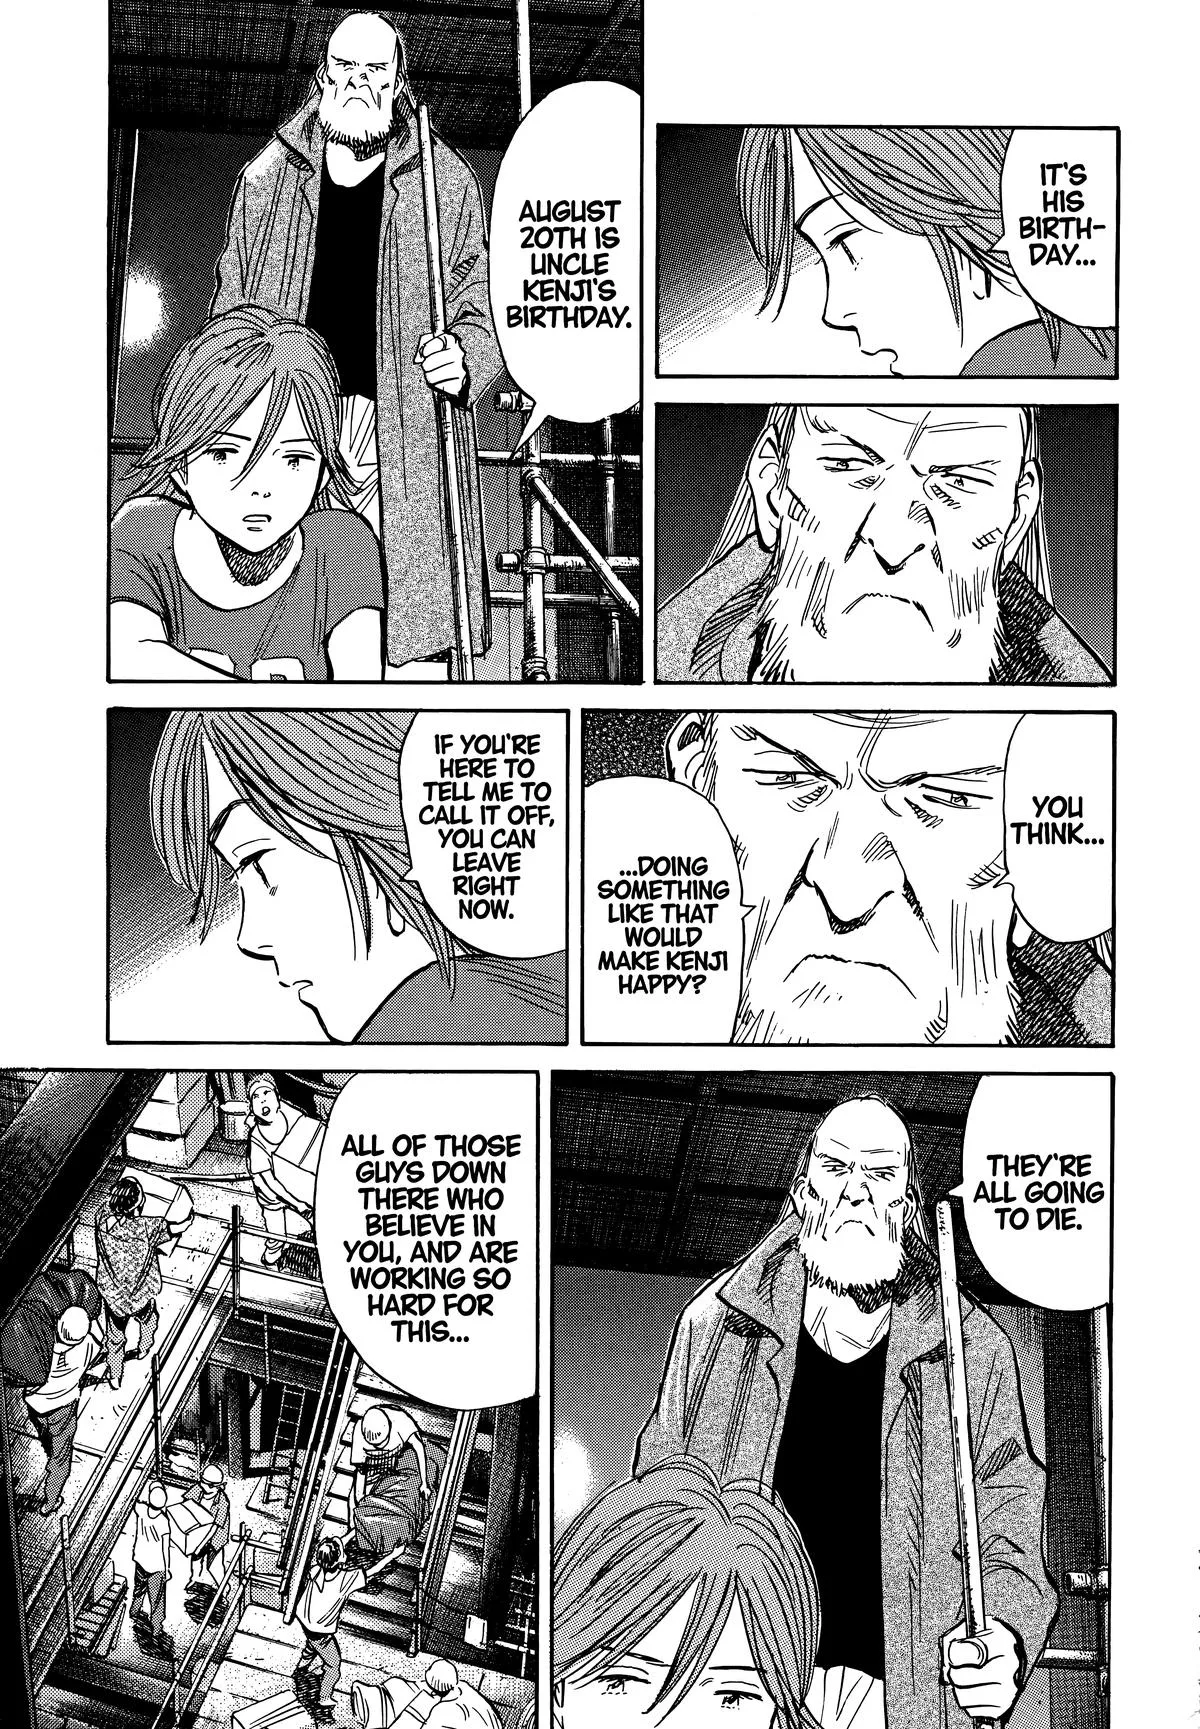 IT'S
HIS
BIRTH-
DAY...
AUGUST
20TH IS
UNCLE
KENJI'S
BIRTHDAY.
YOU
THINK...
...DOING
SOMETHING
LIKE THAT
WOULD
MAKE KENJI
HAPPY?
IF YOU'RE
HERE TO
TELL ME TO
CALL IT OFF,
YOU CAN
LEAVE
RIGHT
NOW.
THEY'RE
ALL GOING
TO DIE.
ALL OF THOSE
GUYS DOWN
THERE WHO
BELIEVE IN
YOU, AND ARE
WORKING SO
HARD FOR
THIS...